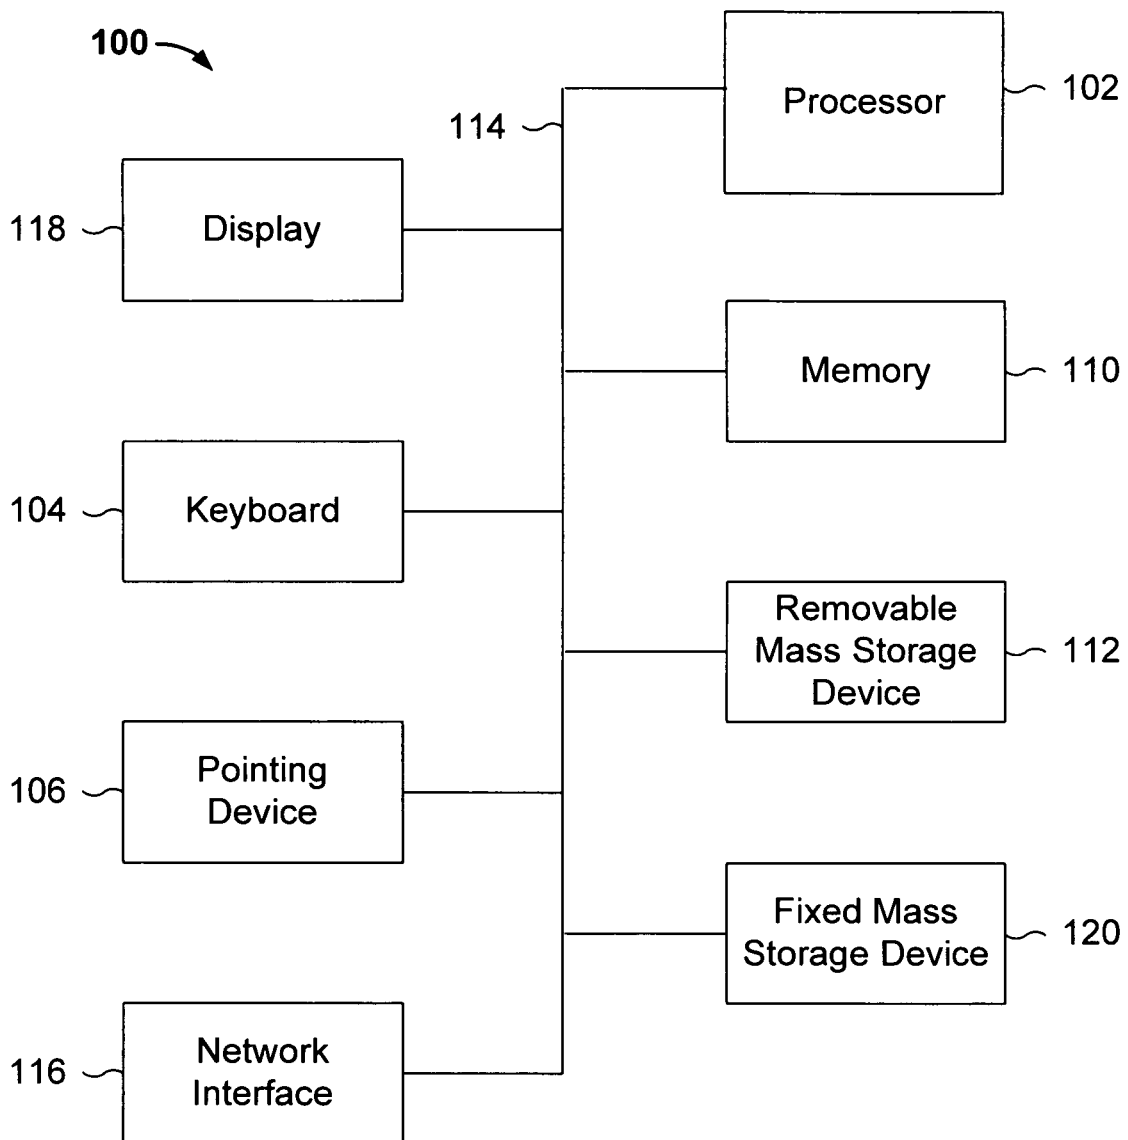 100
114
Processor
102
118
Display
Memory
110
104
Keyboard
Removable
Mass Storage
Device
112
106
Pointing
Device
Fixed Mass
Storage Device
120
116
Network
Interface